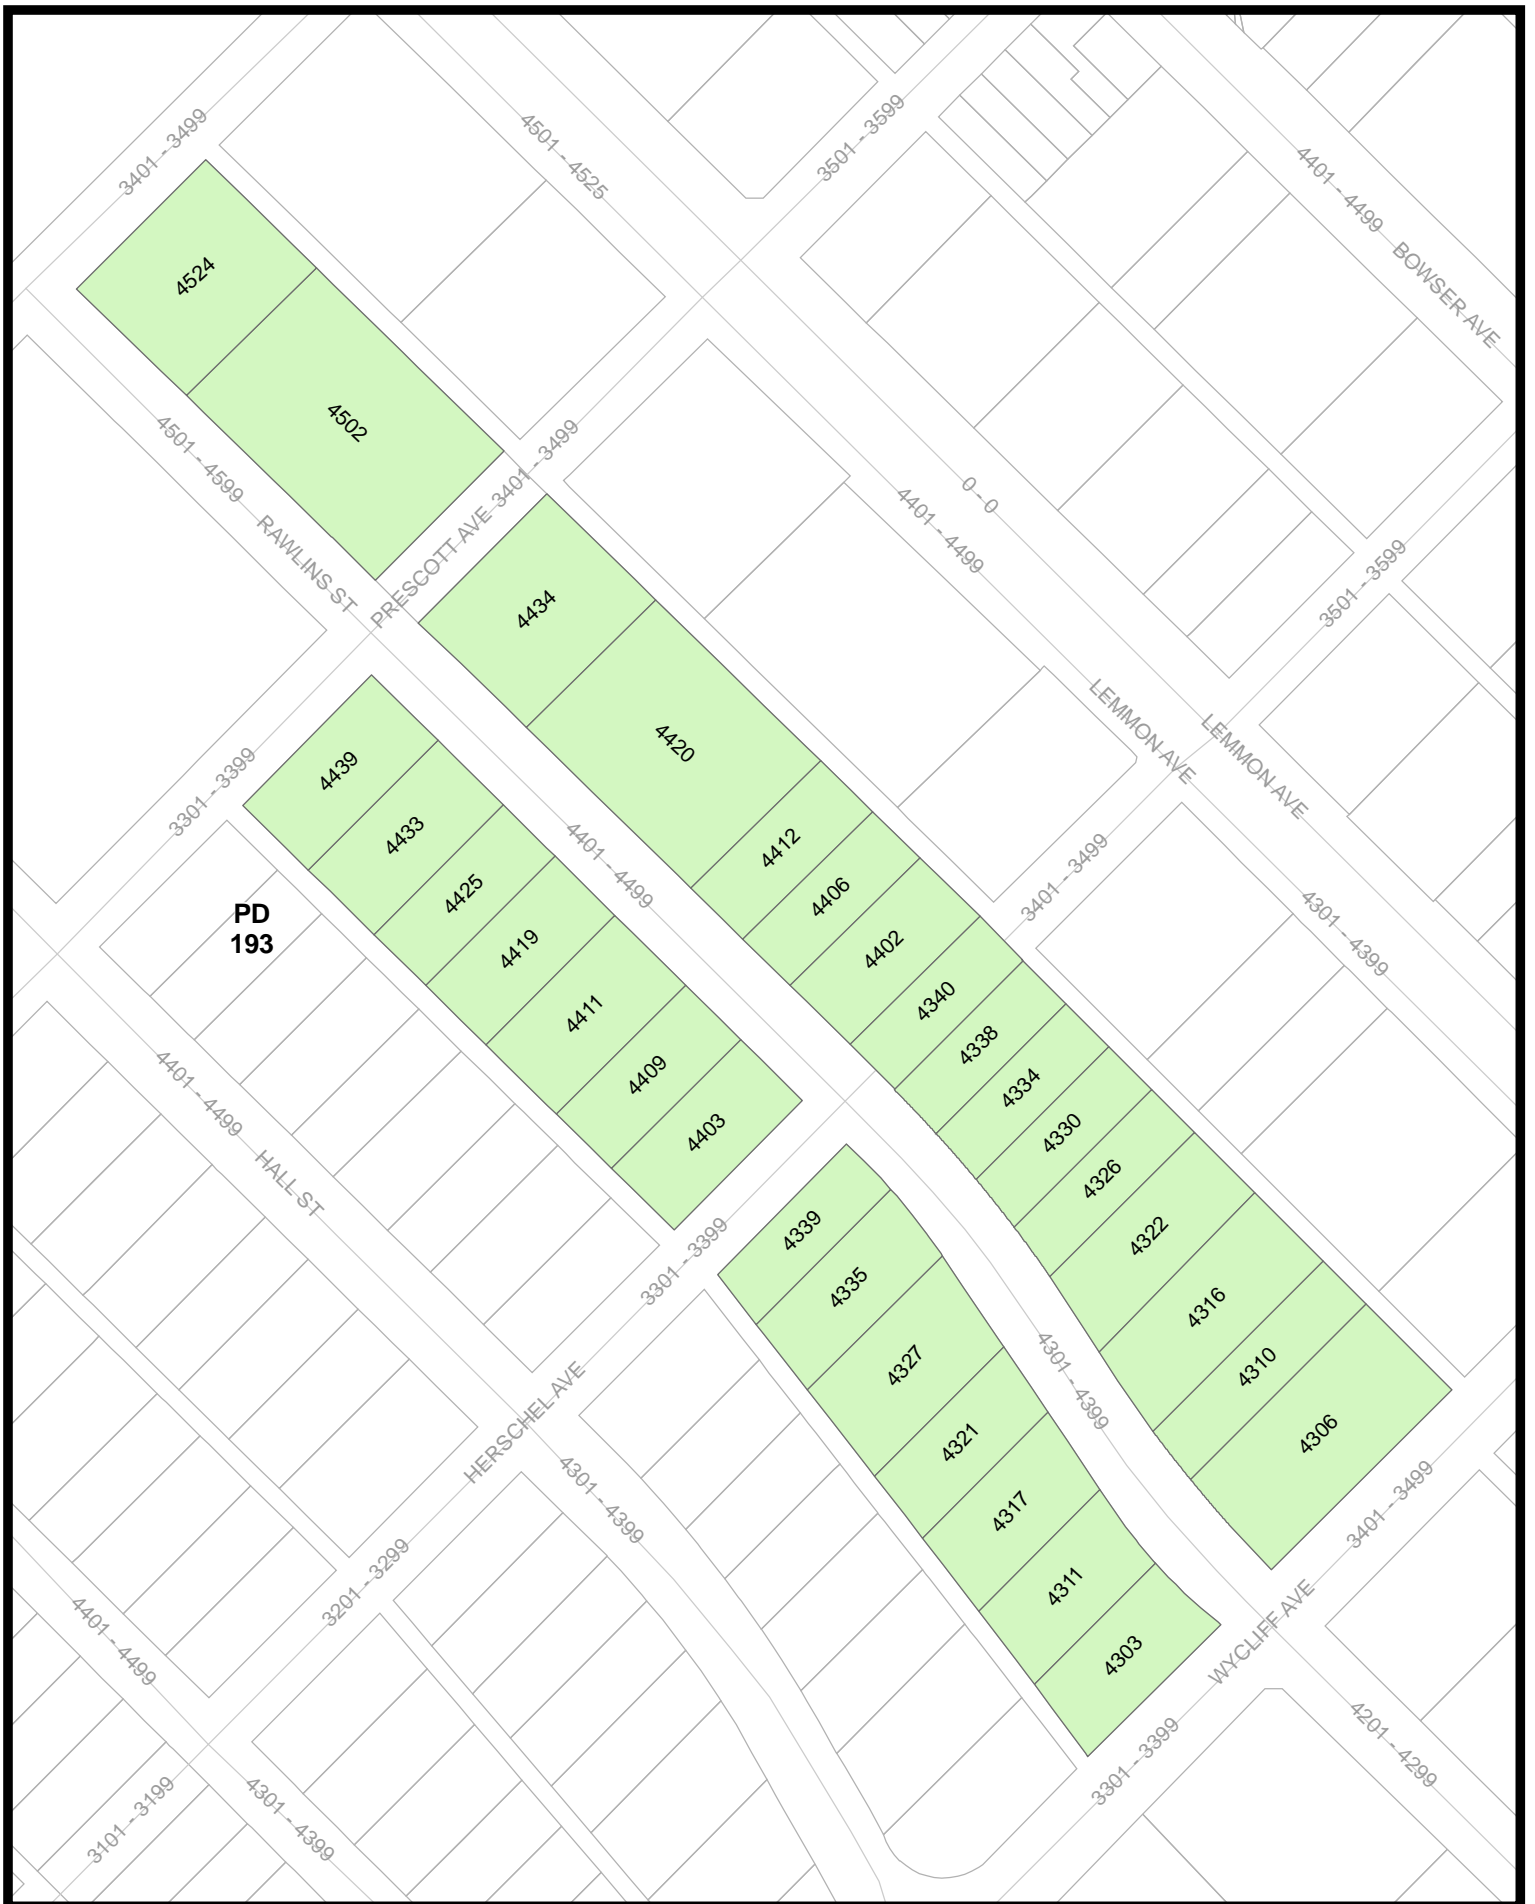 3401 - 3499
4501 - 4525
3501 - 3599
4401 - 4499
BOWSER AVE
4524
4502
4501 - 4599
RAWLINS ST
PRESCOTT AVE
3401 - 3499
0 - 0
4401 - 4499
3501 - 3599
4434
4420
LEMMON AVE
LEMMON AVE
3301 - 3399
4439
4433
4425
4419
4411
4409
4403
4401 - 4499
4412
4406
4402
3401 - 3499
4301 - 4399
PD
193
4340
4338
4334
4330
4326
4322
4316
4310
4306
4401 - 4499
HALL ST
3301 - 3399
4339
4335
4327
4321
4317
4311
4303
4301 - 4399
HERSCHEL AVE
4301 - 4399
3401 - 3499
3201 - 3299
WYCLIFF AVE
4401 - 4499
3301 - 3399
4201 - 4299
3101 - 3199
4301 - 4399